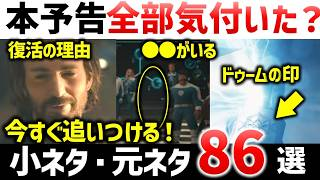 本予告全部気付いた?
復活の理由
●●がいる
ドゥームの印
今すぐ追いつける!
小ネタ・元ネタ86選